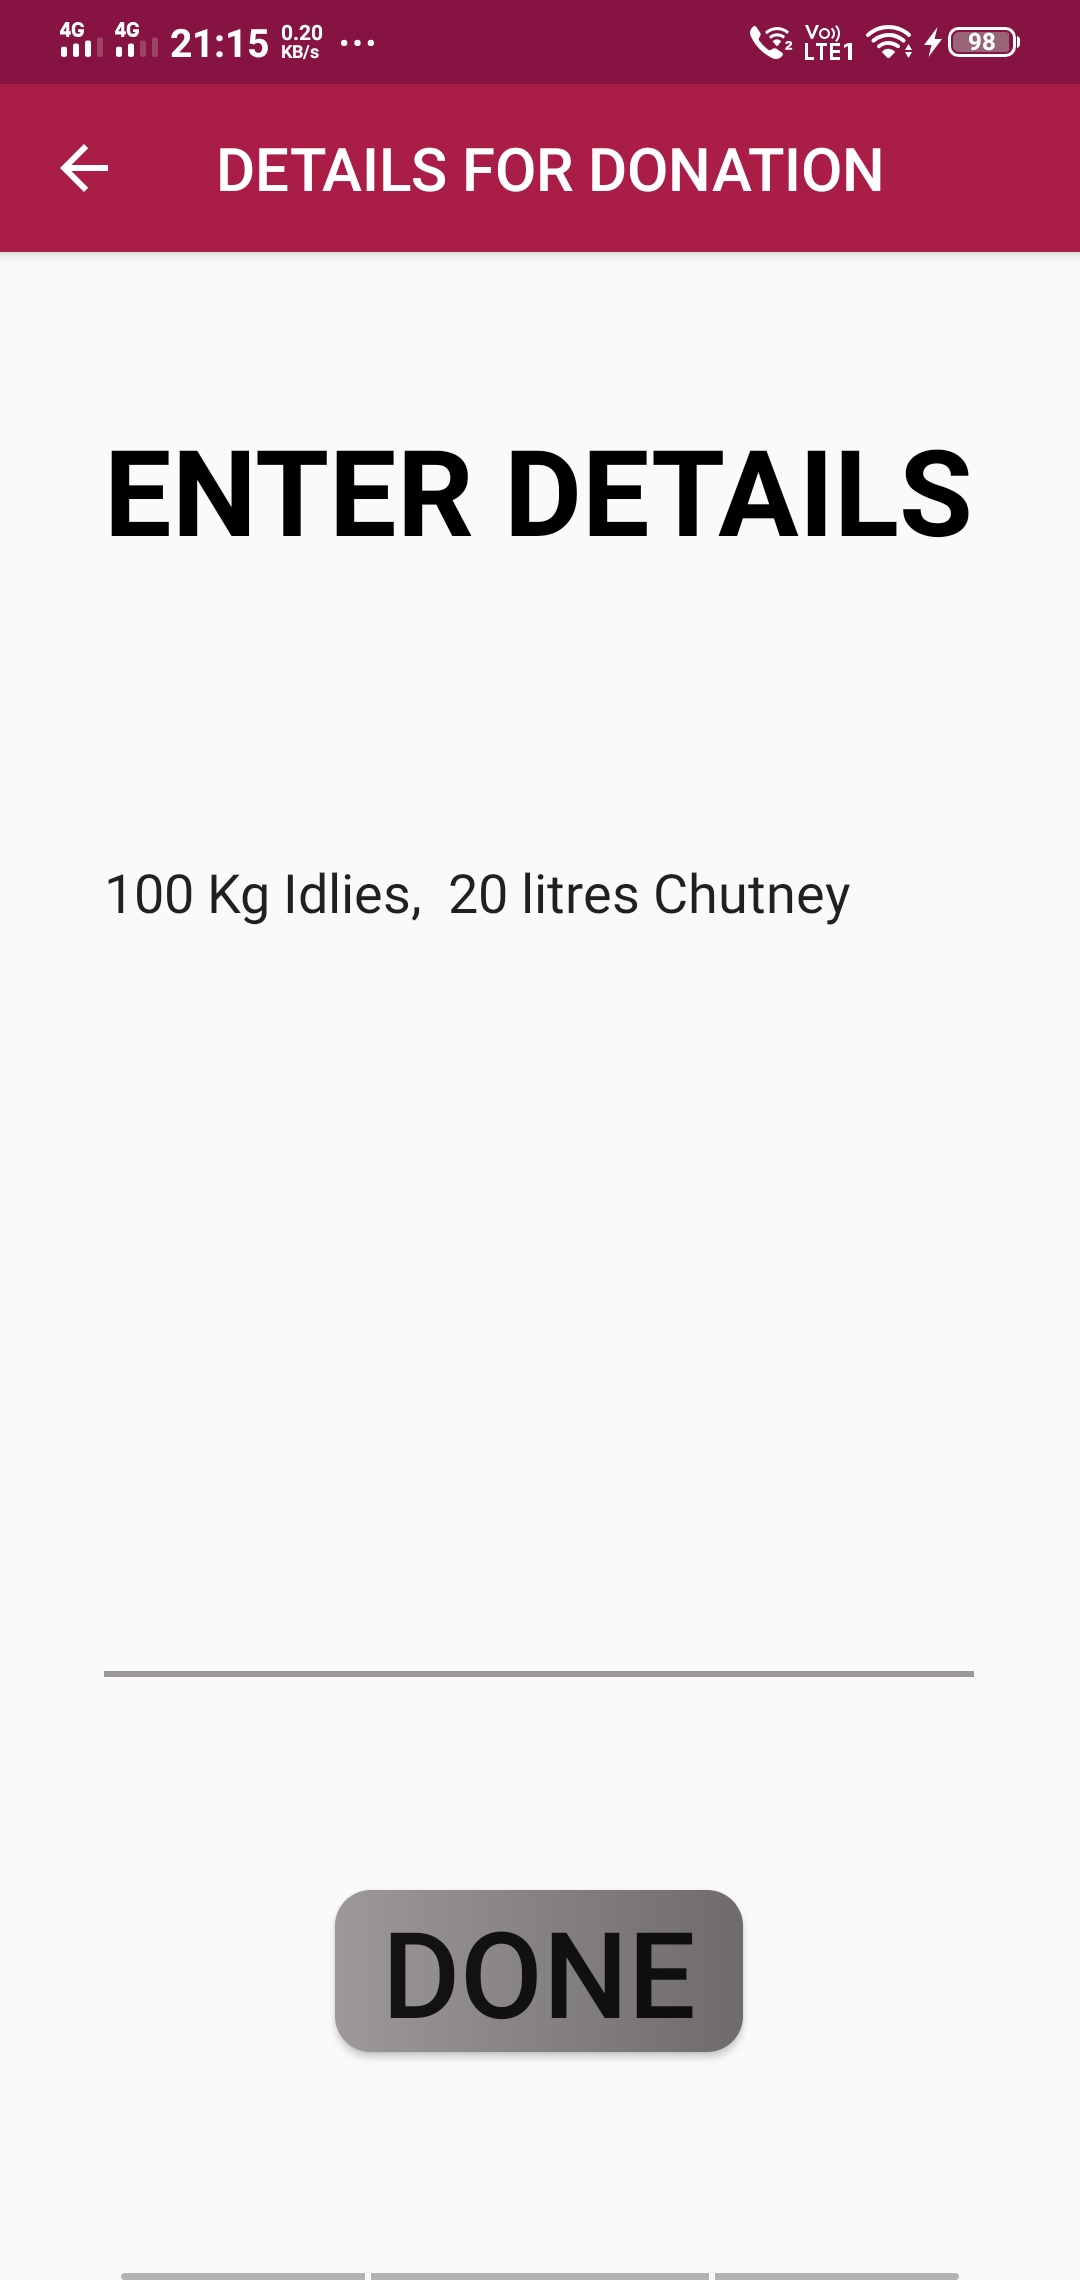 4G 4G 21:15 0.20 KB/s ... 2 Vo)) LTE1 98
DETAILS FOR DONATION
ENTER DETAILS
100 Kg Idlies,  20 litres Chutney
DONE